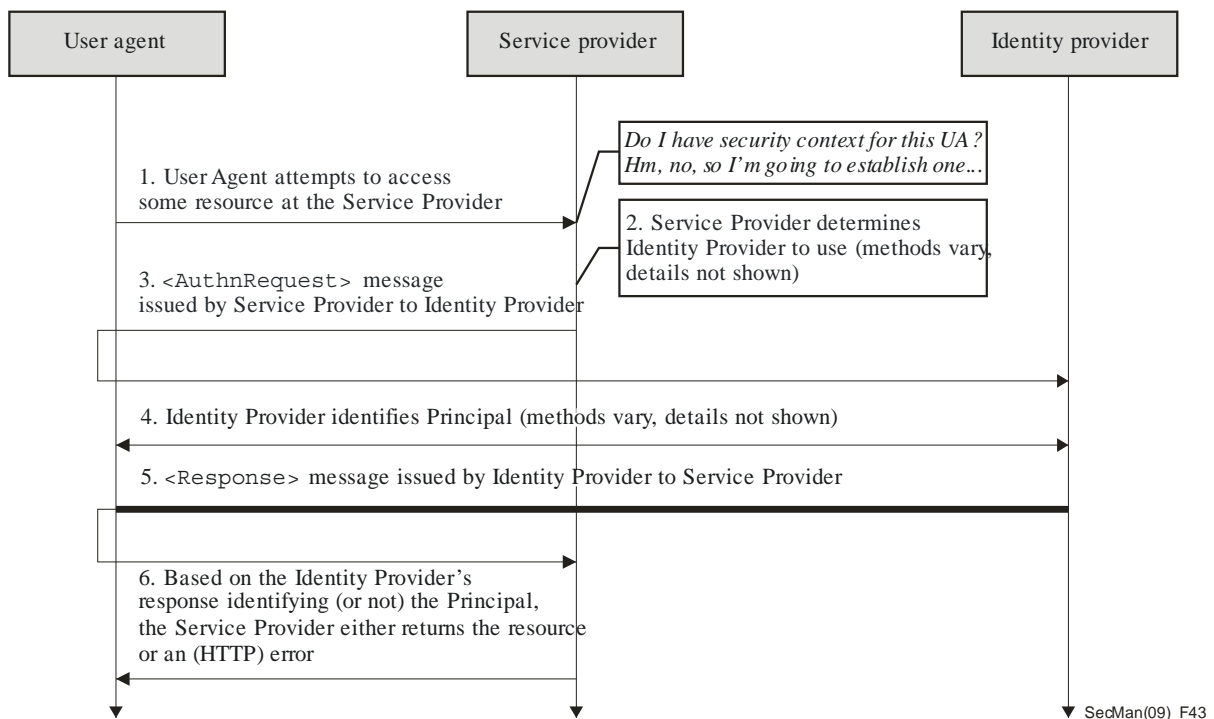 User agent
Service provider
Identity provider
Do I have security context for this UA?
Hm, no, so I'm going to establish one...
1. User Agent attempts to access
some resource at the Service Provider
2. Service Provider determines
Identity Provider to use (methods vary,
details not shown)
3. <AuthnRequest> message
issued by Service Provider to Identity Provider
4. Identity Provider identifies Principal (methods vary, details not shown)
5. <Response> message issued by Identity Provider to Service Provider
6. Based on the Identity Provider's
response identifying (or not) the Principal,
the Service Provider either returns the resource
or an (HTTP) error
SecMan(09)_F43